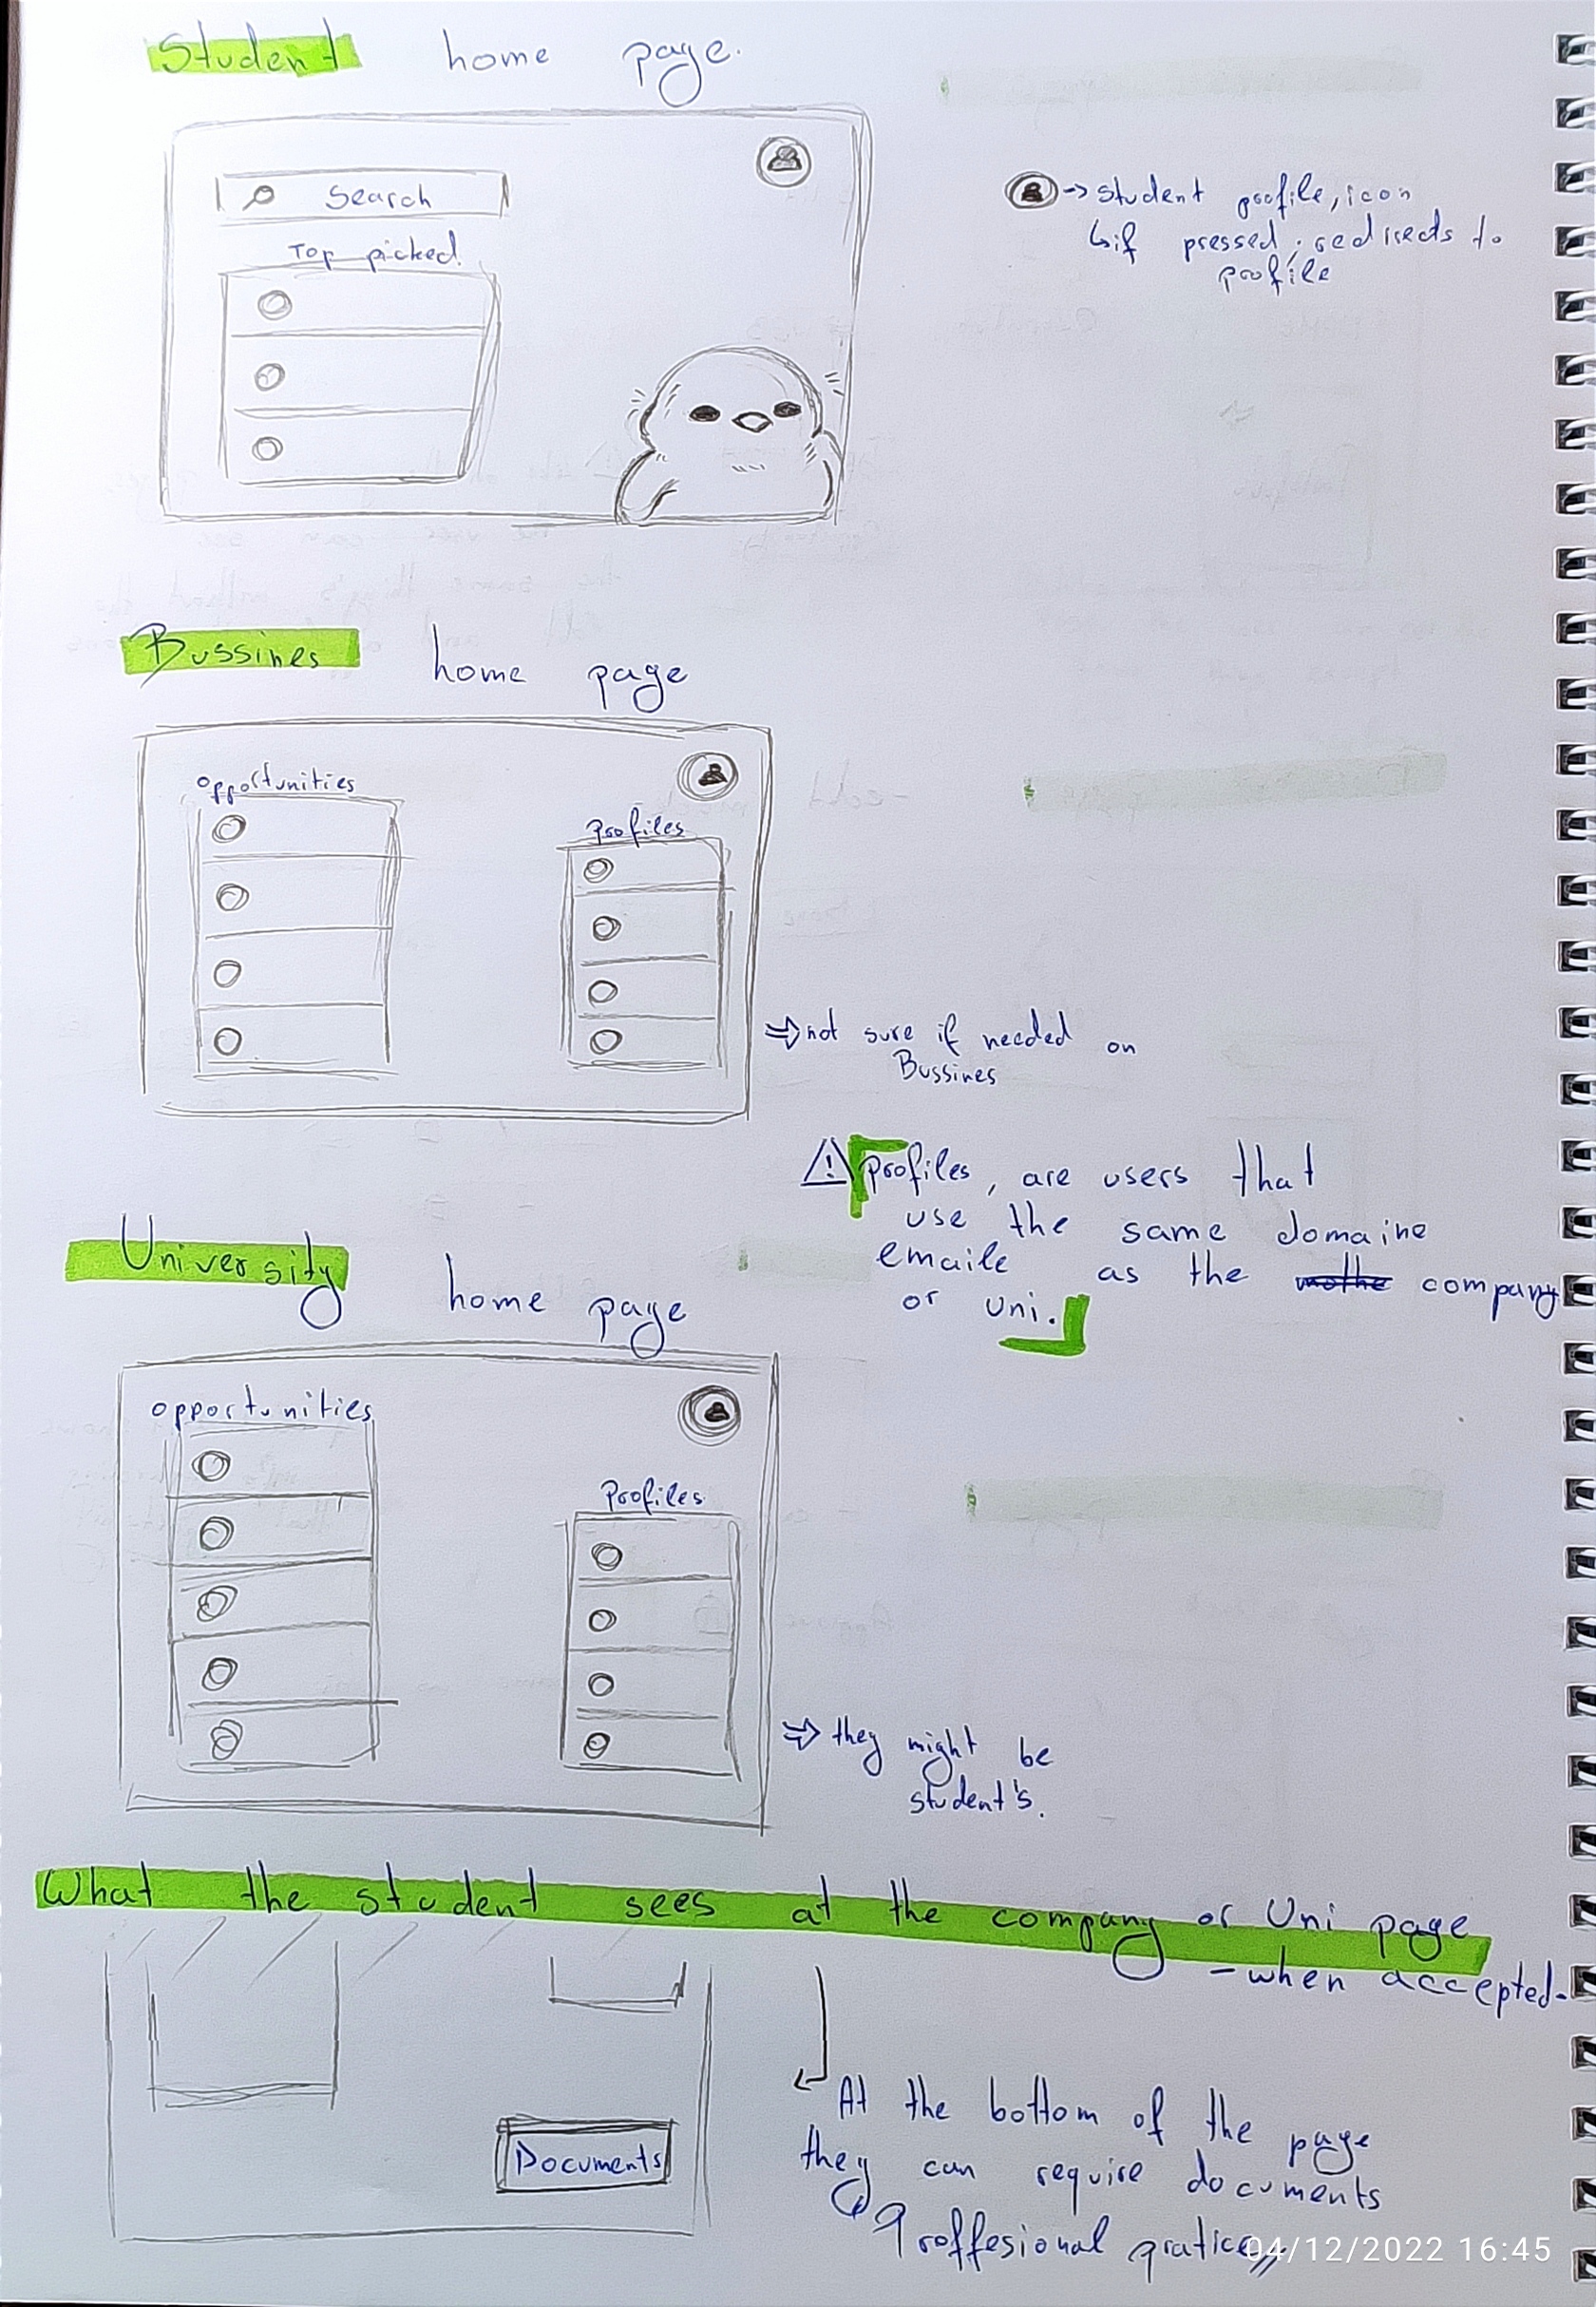 Student home page.
Search
Top picked.
→ student profile, icon
↳ if pressed; redirects to
profile
Bussines home page
opportunities
profiles
⇒ not sure if needed on
Bussines
⚠ profiles, are users that
use the same domaine
emaile as the company
or uni.
University home page
opportunities
Profiles
⇒ they might be
student's.
What the student sees at the company or Uni page
- when accepted-
At the bottom of the page
they can require documents
Documents
"Proffesional pratice"
04/12/2022 16:45